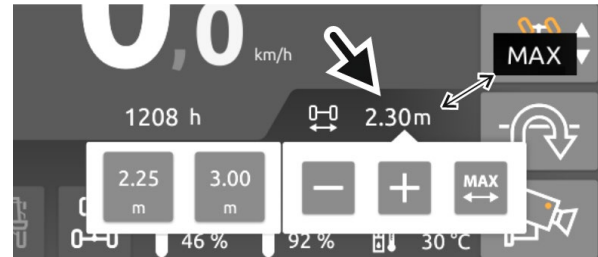 0,0 km/h
MAX
1208 h
2.30m
2.25
m
3.00
m
− + MAX
46 %
92 %
30 °C